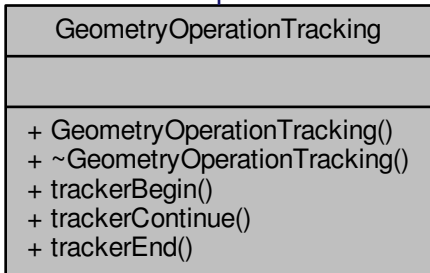 GeometryOperationTracking
+ GeometryOperationTracking()
+ ~GeometryOperationTracking()
+ trackerBegin()
+ trackerContinue()
+ trackerEnd()